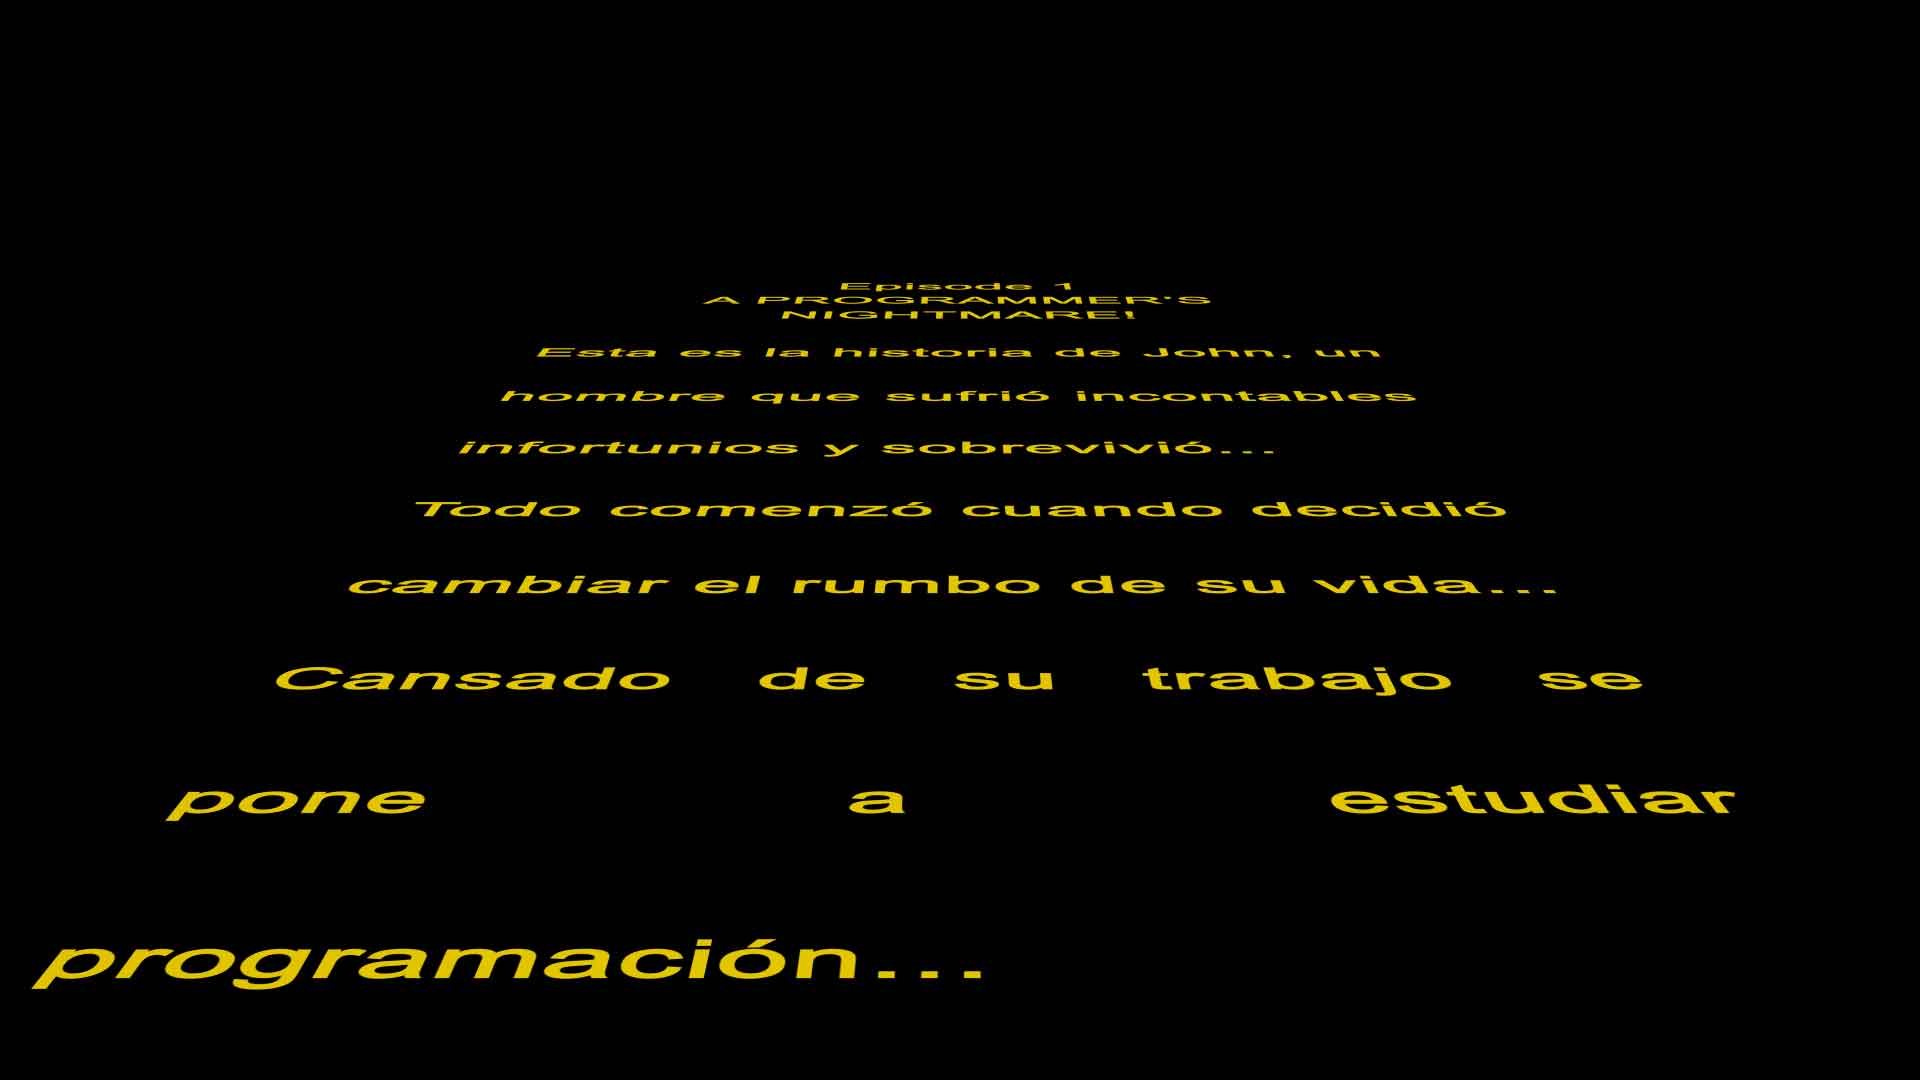 Episode 1
A PROGRAMMER'S
NIGHTMARE!
Esta es la historia de John, un
hombre que sufrió incontables
infortunios y sobrevivió...
Todo comenzó cuando decidió
cambiar el rumbo de su vida...
Cansado de su trabajo se
pone a estudiar
programación...